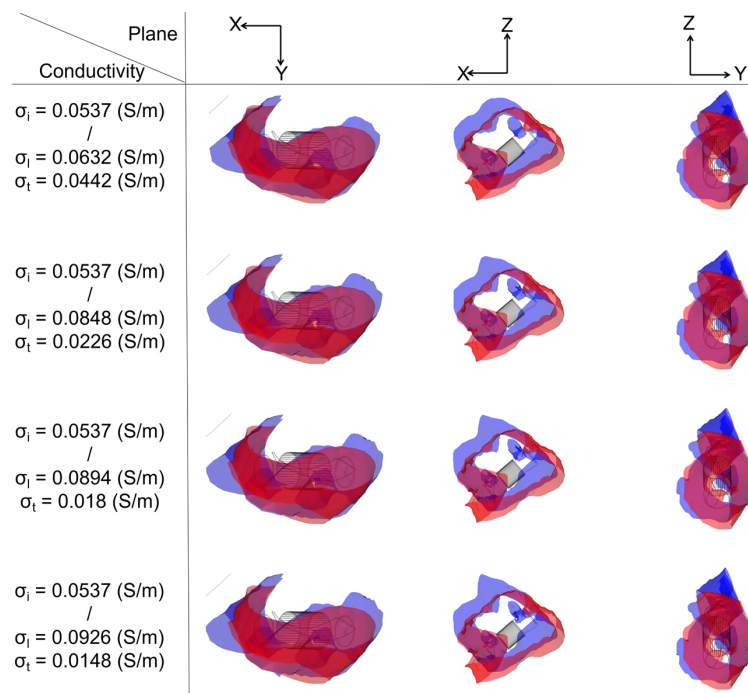 Plane
Conductivity
X
Y
Z
X
Z
Y
σi = 0.0537 (S/m)
/
σl = 0.0632 (S/m)
σt = 0.0442 (S/m)
σi = 0.0537 (S/m)
/
σl = 0.0848 (S/m)
σt = 0.0226 (S/m)
σi = 0.0537 (S/m)
/
σl = 0.0894 (S/m)
σt = 0.018 (S/m)
σi = 0.0537 (S/m)
/
σl = 0.0926 (S/m)
σt = 0.0148 (S/m)